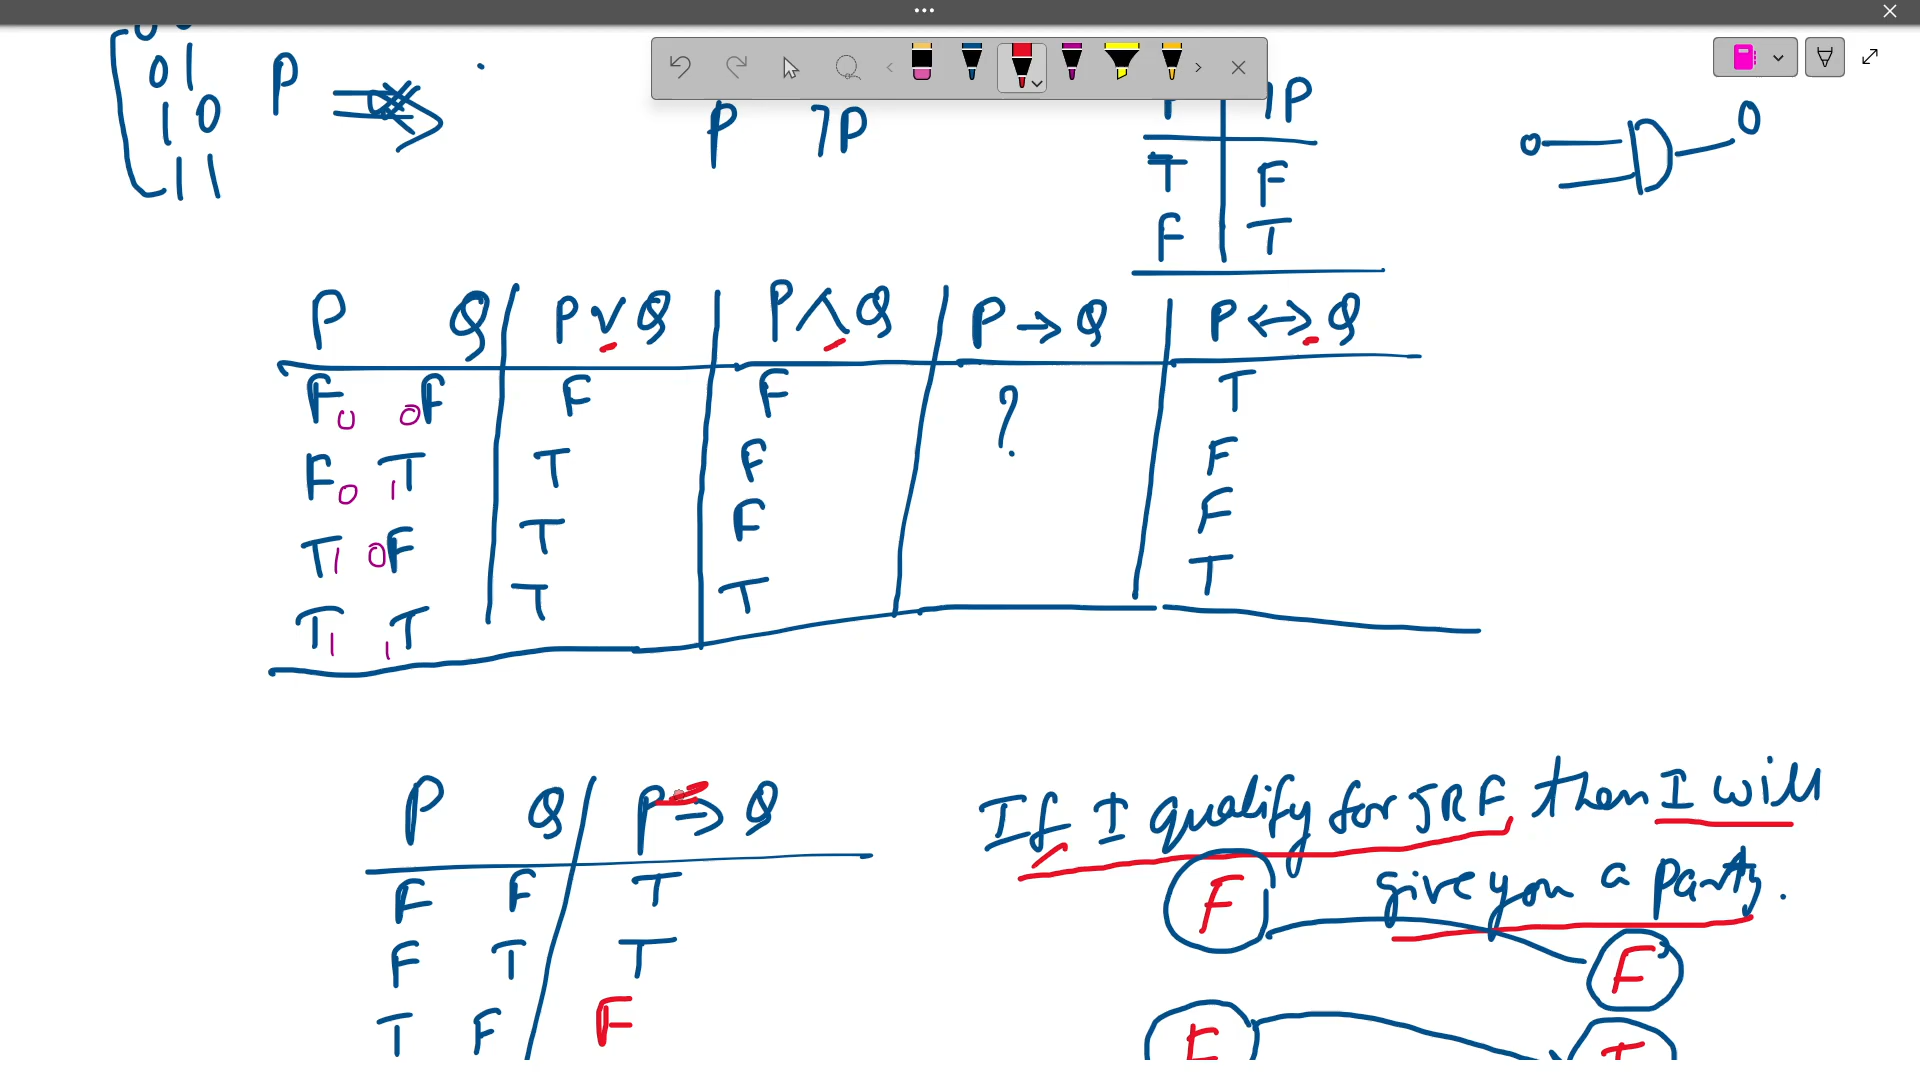 0 1
1 0
1 1
P
P ¬P
¬P
T F
F T
0
0
P Q P∨Q P∧Q P→Q P↔Q
F 0 0 F F F ? T
F 0 1 T T F F
T 1 0 F T F F
T 1 1 T T T T
P Q P⇒Q
F F T
F T T
T F F
If I qualify for JRF then I will
give you a party.
F
F
F
T